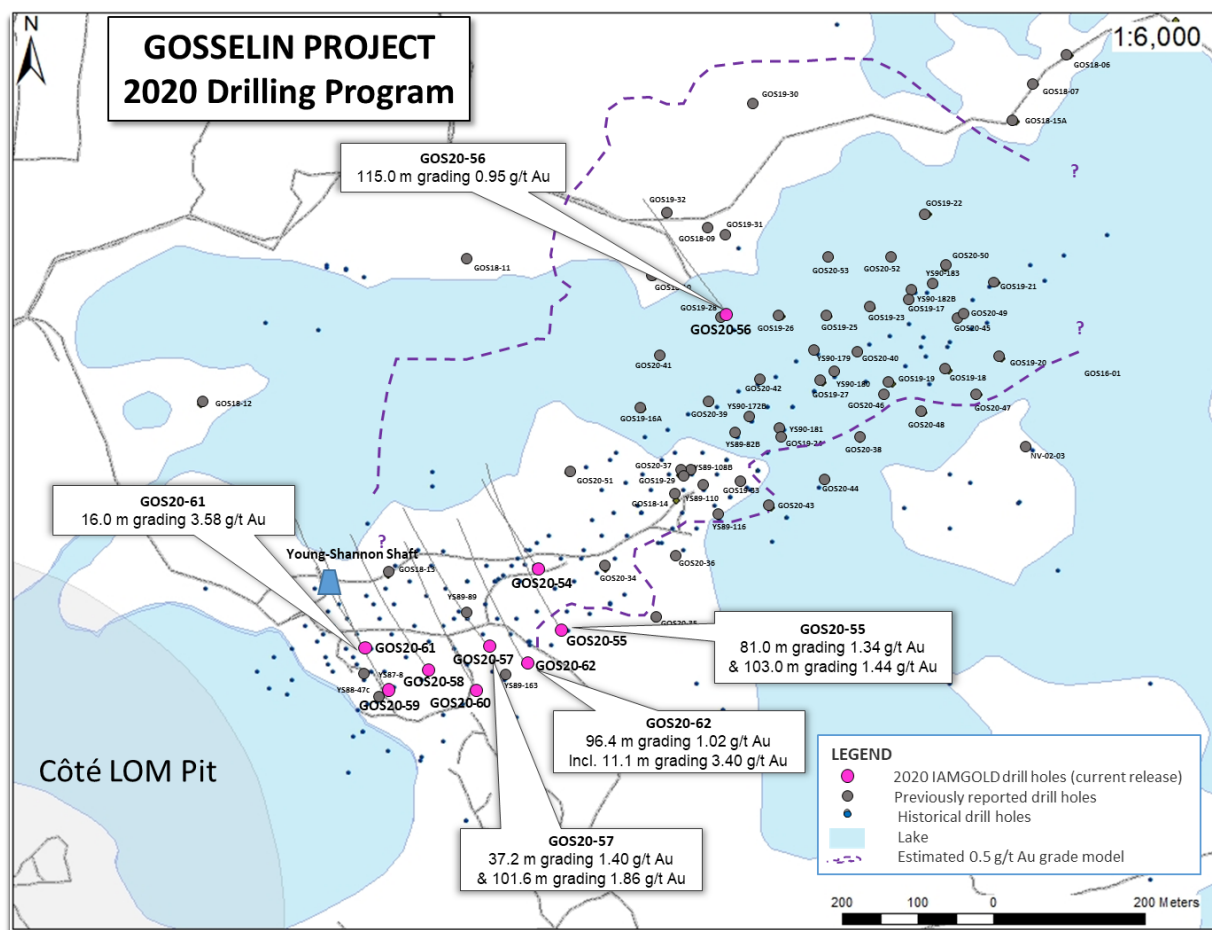 N
GOSSELIN PROJECT
2020 Drilling Program
1:6,000
GOS18-06
GOS18-07
GOS18-15A
GOS19-30
?
GOS20-56
115.0 m grading 0.95 g/t Au
GOS19-32
GOS19-22
GOS18-09
GOS19-31
GOS18-11
GOS20-53
GOS20-52
GOS20-50
YS90-183
GOS19-21
YS90-182B
GOS19-17
GOS19-28
GOS20-56
GOS19-26
GOS19-25
GOS19-23
GOS20-49
GOS20-45
?
GOS20-41
YS90-179
GOS20-40
GOS19-20
GOS16-01
GOS20-42
YS90-180
GOS19-27
GOS19-19
GOS19-18
GOS18-12
GOS19-16A
GOS20-39
YS90-172B
GOS20-46
GOS20-47
GOS20-48
YS89-82B
YS90-181
GOS19-24
GOS20-38
NV-02-03
GOS20-51
GOS20-37
YS89-108B
GOS19-29
GOS19-33
GOS20-44
GOS18-14
YS89-110
GOS20-43
YS89-116
GOS20-61
16.0 m grading 3.58 g/t Au
?
Young-Shannon Shaft
GOS18-13
GOS20-54
GOS20-34
GOS20-36
YS89-89
GOS20-55
GOS20-55
81.0 m grading 1.34 g/t Au
& 103.0 m grading 1.44 g/t Au
GOS20-61
GOS20-57
GOS20-62
YS87-8
GOS20-58
YS88-47c
GOS20-59
GOS20-60
YS89-163
GOS20-62
96.4 m grading 1.02 g/t Au
Incl. 11.1 m grading 3.40 g/t Au
Côté LOM Pit
GOS20-57
37.2 m grading 1.40 g/t Au
& 101.6 m grading 1.86 g/t Au
LEGEND
2020 IAMGOLD drill holes (current release)
Previously reported drill holes
Historical drill holes
Lake
Estimated 0.5 g/t Au grade model
200 100 0 200 Meters